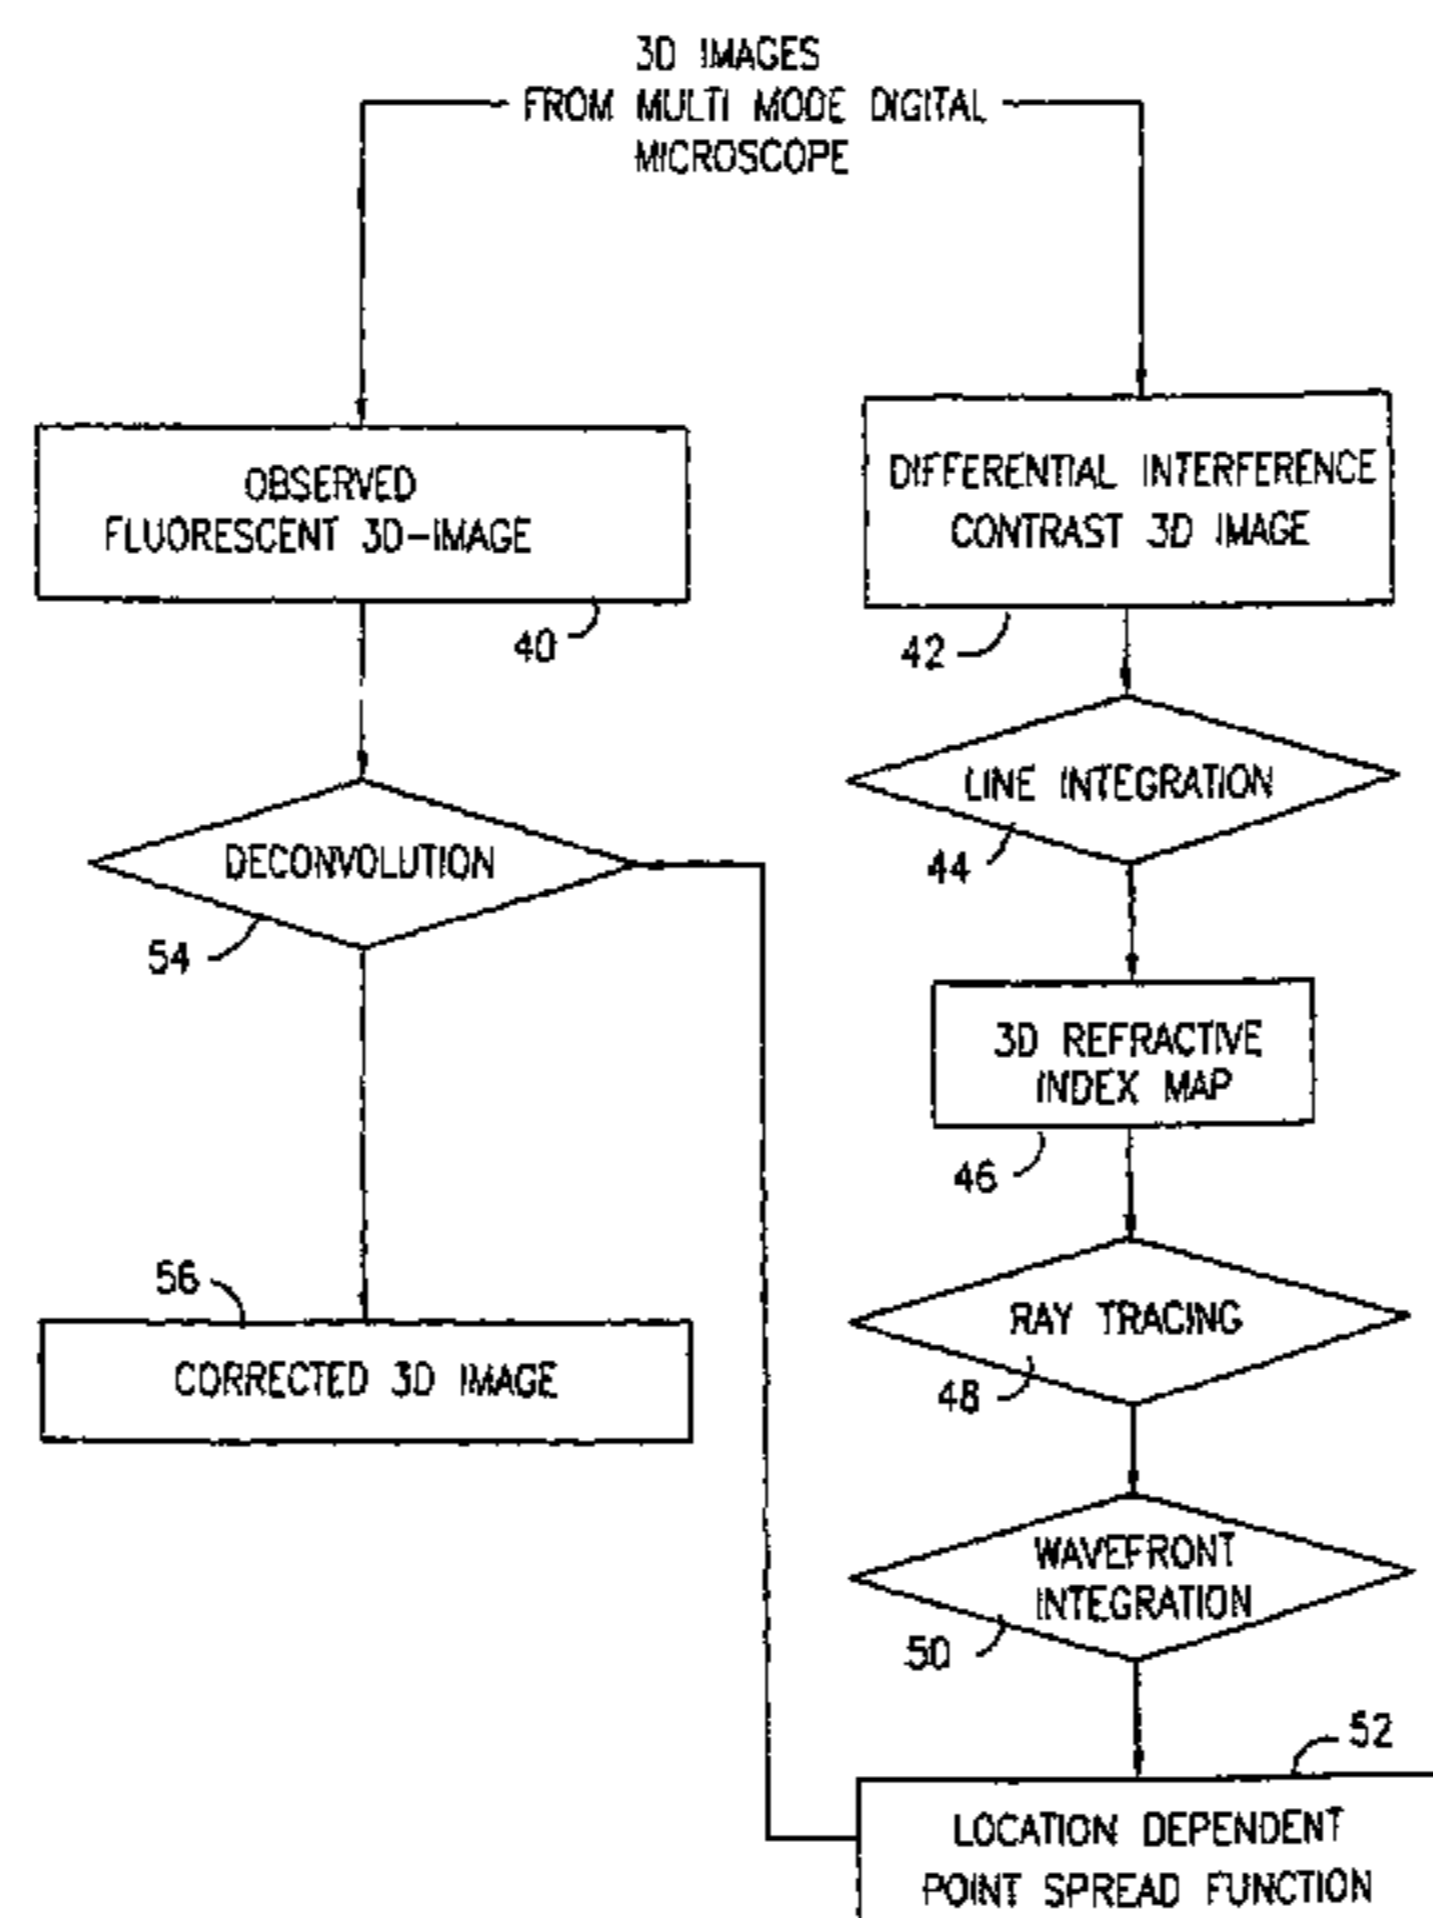 3D IMAGES
FROM MULTI MODE DIGITAL
MICROSCOPE
OBSERVED
FLUORESCENT 3D-IMAGE
40
DIFFERENTIAL INTERFERENCE
CONTRAST 3D IMAGE
42
LINE INTEGRATION
44
DECONVOLUTION
54
3D REFRACTIVE
INDEX MAP
46
56
CORRECTED 3D IMAGE
RAY TRACING
48
WAVEFRONT
INTEGRATION
50
52
LOCATION DEPENDENT
POINT SPREAD FUNCTION